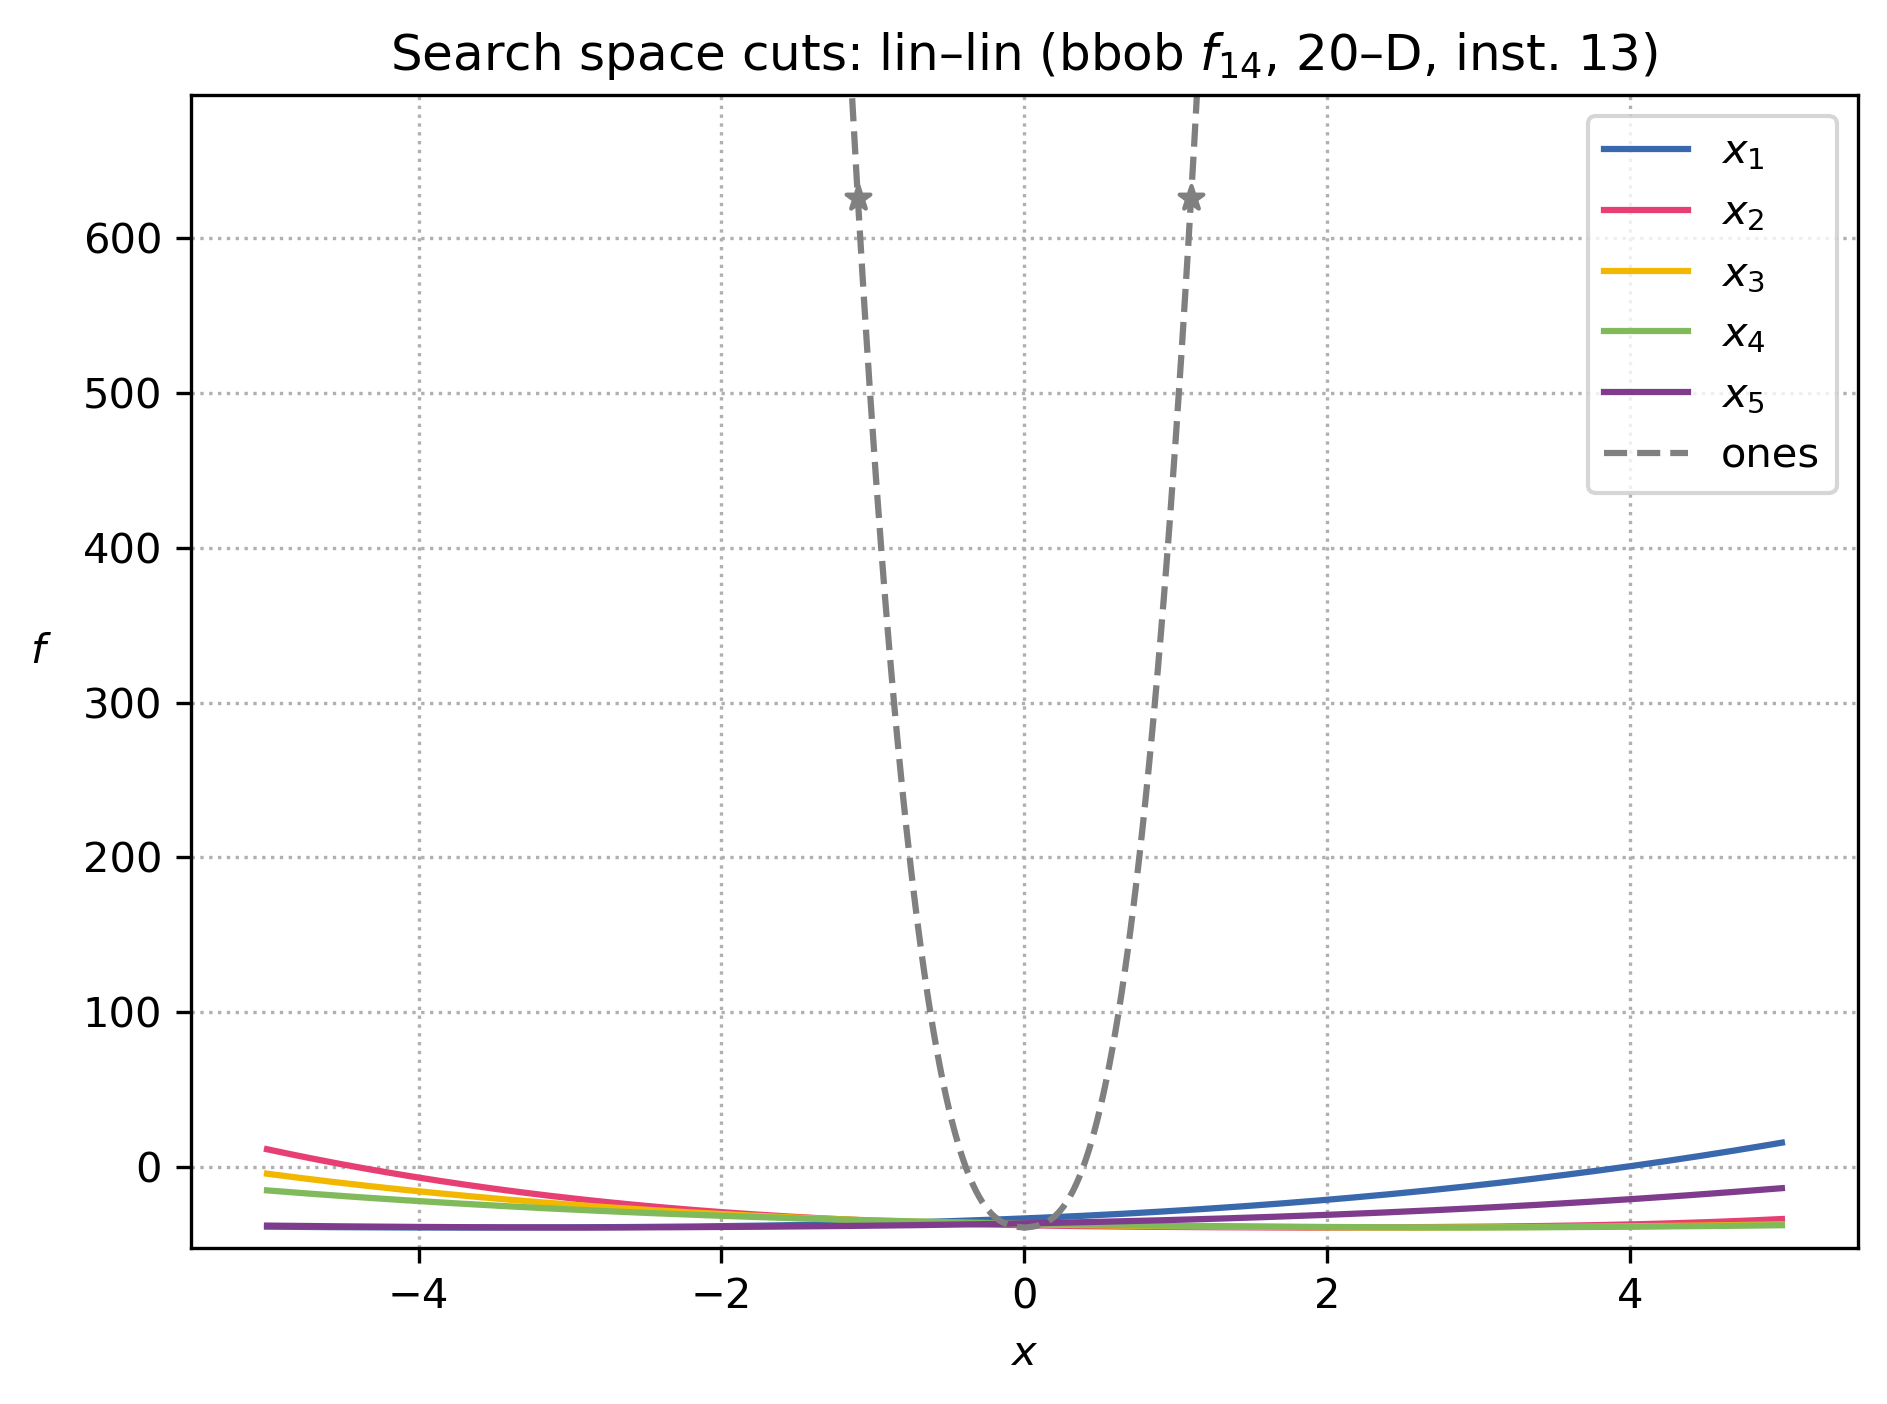 Search space cuts: lin–lin (bbob f₁₄, 20–D, inst. 13)
x₁
x₂
x₃
x₄
x₅
ones
600
500
400
300
200
100
0
f
−4 −2 0 2 4
x